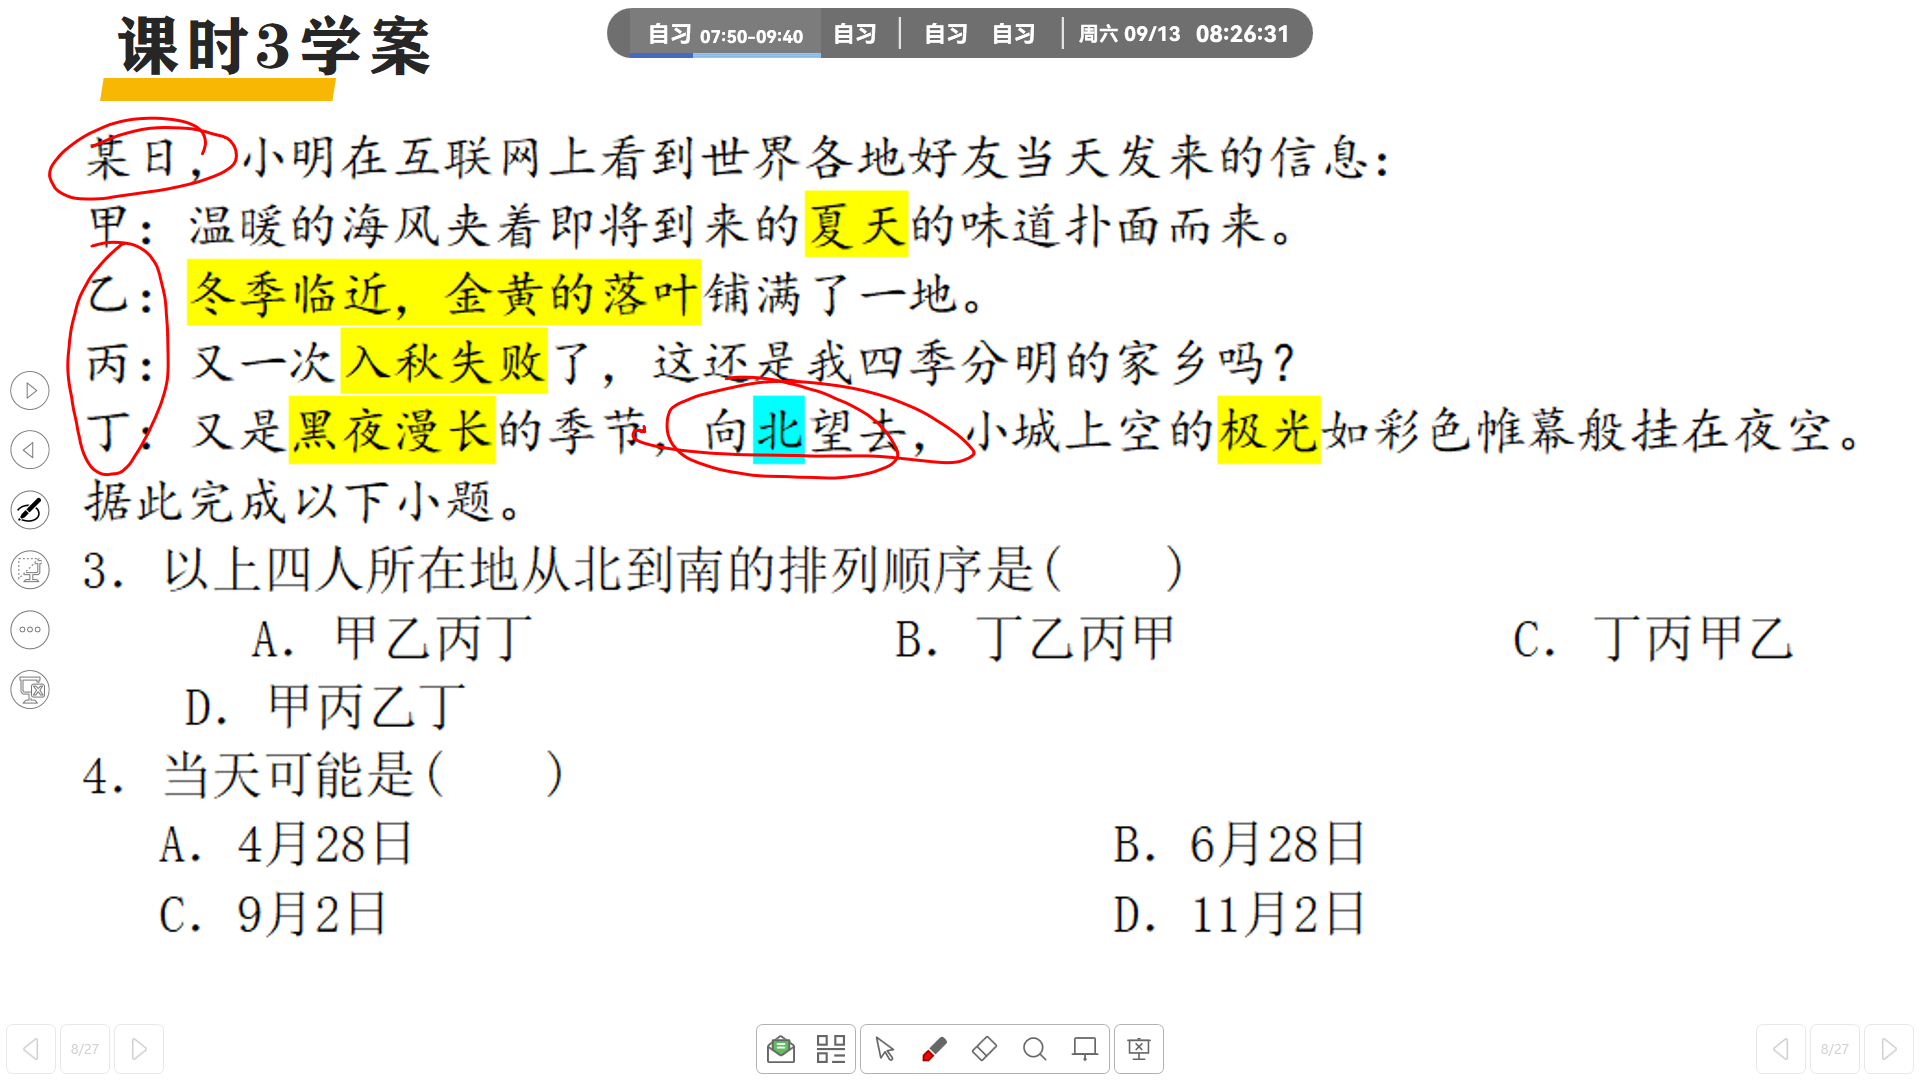 课时3学案
自习 07:50-09:40 自习 自习 自习 周六 09/13 08:26:31
某日，小明在互联网上看到世界各地好友当天发来的信息：
甲：温暖的海风夹着即将到来的夏天的味道扑面而来。
乙：冬季临近，金黄的落叶铺满了一地。
丙：又一次入秋失败了，这还是我四季分明的家乡吗？
丁：又是黑夜漫长的季节，向北望去，小城上空的极光如彩色帷幕般挂在夜空。
据此完成以下小题。
3． 以上四人所在地从北到南的排列顺序是( )
A． 甲乙丙丁 B． 丁乙丙甲 C． 丁丙甲乙
D． 甲丙乙丁
4． 当天可能是( )
A． 4月28日 B． 6月28日
C． 9月2日 D． 11月2日
8/27 8/27